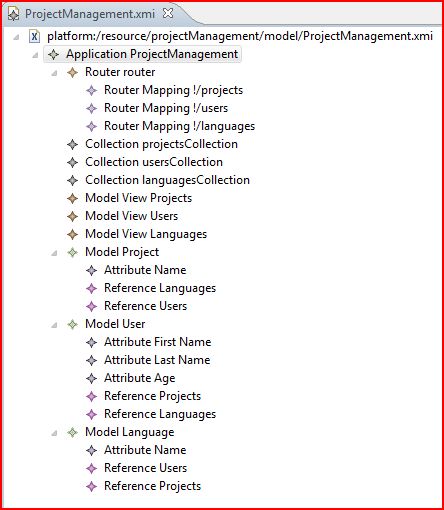 ProjectManagement.xmi
platform:/resource/projectManagement/model/ProjectManagement.xmi
Application ProjectManagement
Router router
Router Mapping !/projects
Router Mapping !/users
Router Mapping !/languages
Collection projectsCollection
Collection usersCollection
Collection languagesCollection
Model View Projects
Model View Users
Model View Languages
Model Project
Attribute Name
Reference Languages
Reference Users
Model User
Attribute First Name
Attribute Last Name
Attribute Age
Reference Projects
Reference Languages
Model Language
Attribute Name
Reference Users
Reference Projects